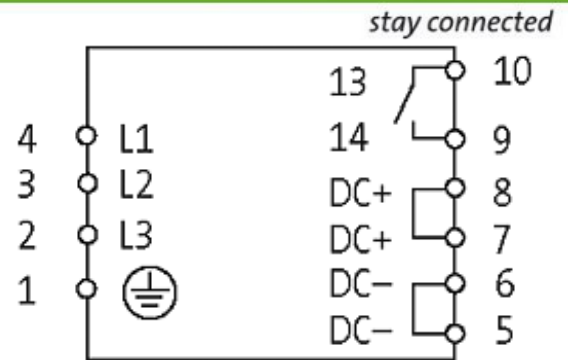 stay connected
13 10
4 L1 14 9
3 L2 DC+ 8
2 L3 DC+ 7
1 DC− 6
DC− 5